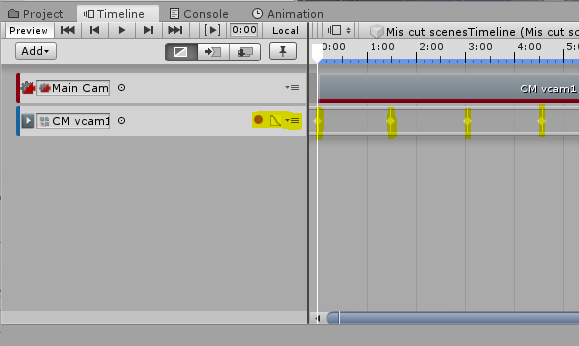 Project Timeline Console Animation
Preview 0:00 Local Mis cut scenesTimeline (Mis cut sc
Add 0:00 1:00 2:00 3:00 4:00 5:0
Main Cam CM vcam1
CM vcam1